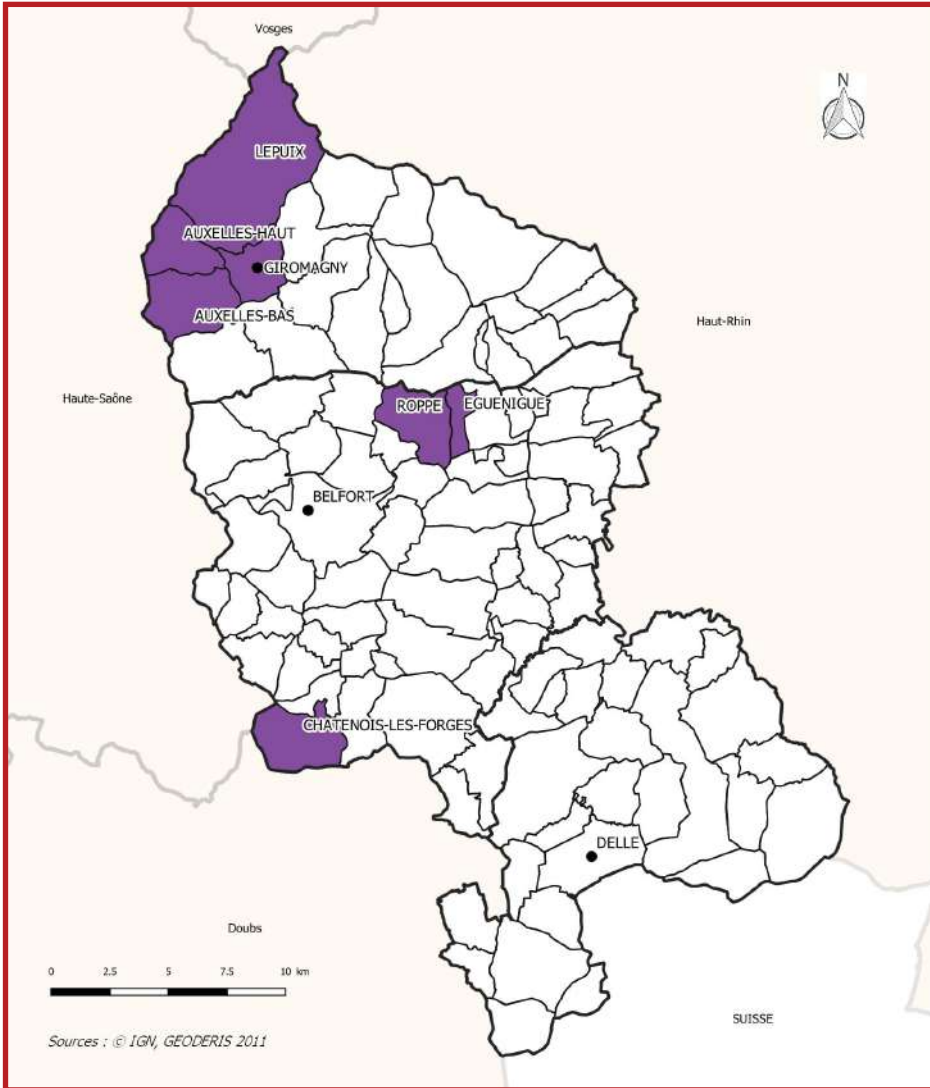 Vosges
N
LEPUIX
AUXELLES-HAUT
GIROMAGNY
AUXELLES-BAS
Haut-Rhin
Haute-Saône
ROPPE
EGUENIGUE
BELFORT
CHATENOIS-LES-FORGES
DELLE
Doubs
0 2.5 5 7.5 10 km
SUISSE
Sources : © IGN, GEODERIS 2011